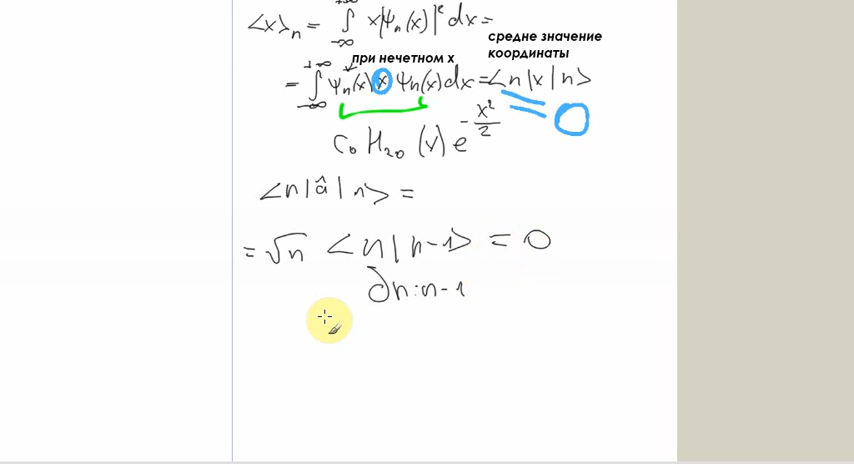 ⟨x⟩ₙ = ∫_{-∞}^{+∞} x|Ψₙ(x)|² dx =
средне значение
координаты
при нечетном x
= ∫_{-∞}^{+∞} Ψₙ(x) x Ψₙ(x) dx = ⟨n|x|n⟩
= 0
C₀ H₂₀ (x) e^{-x²/2}
⟨n|â|n⟩ =
= √n ⟨n|n-1⟩ = 0
∂n:n-1